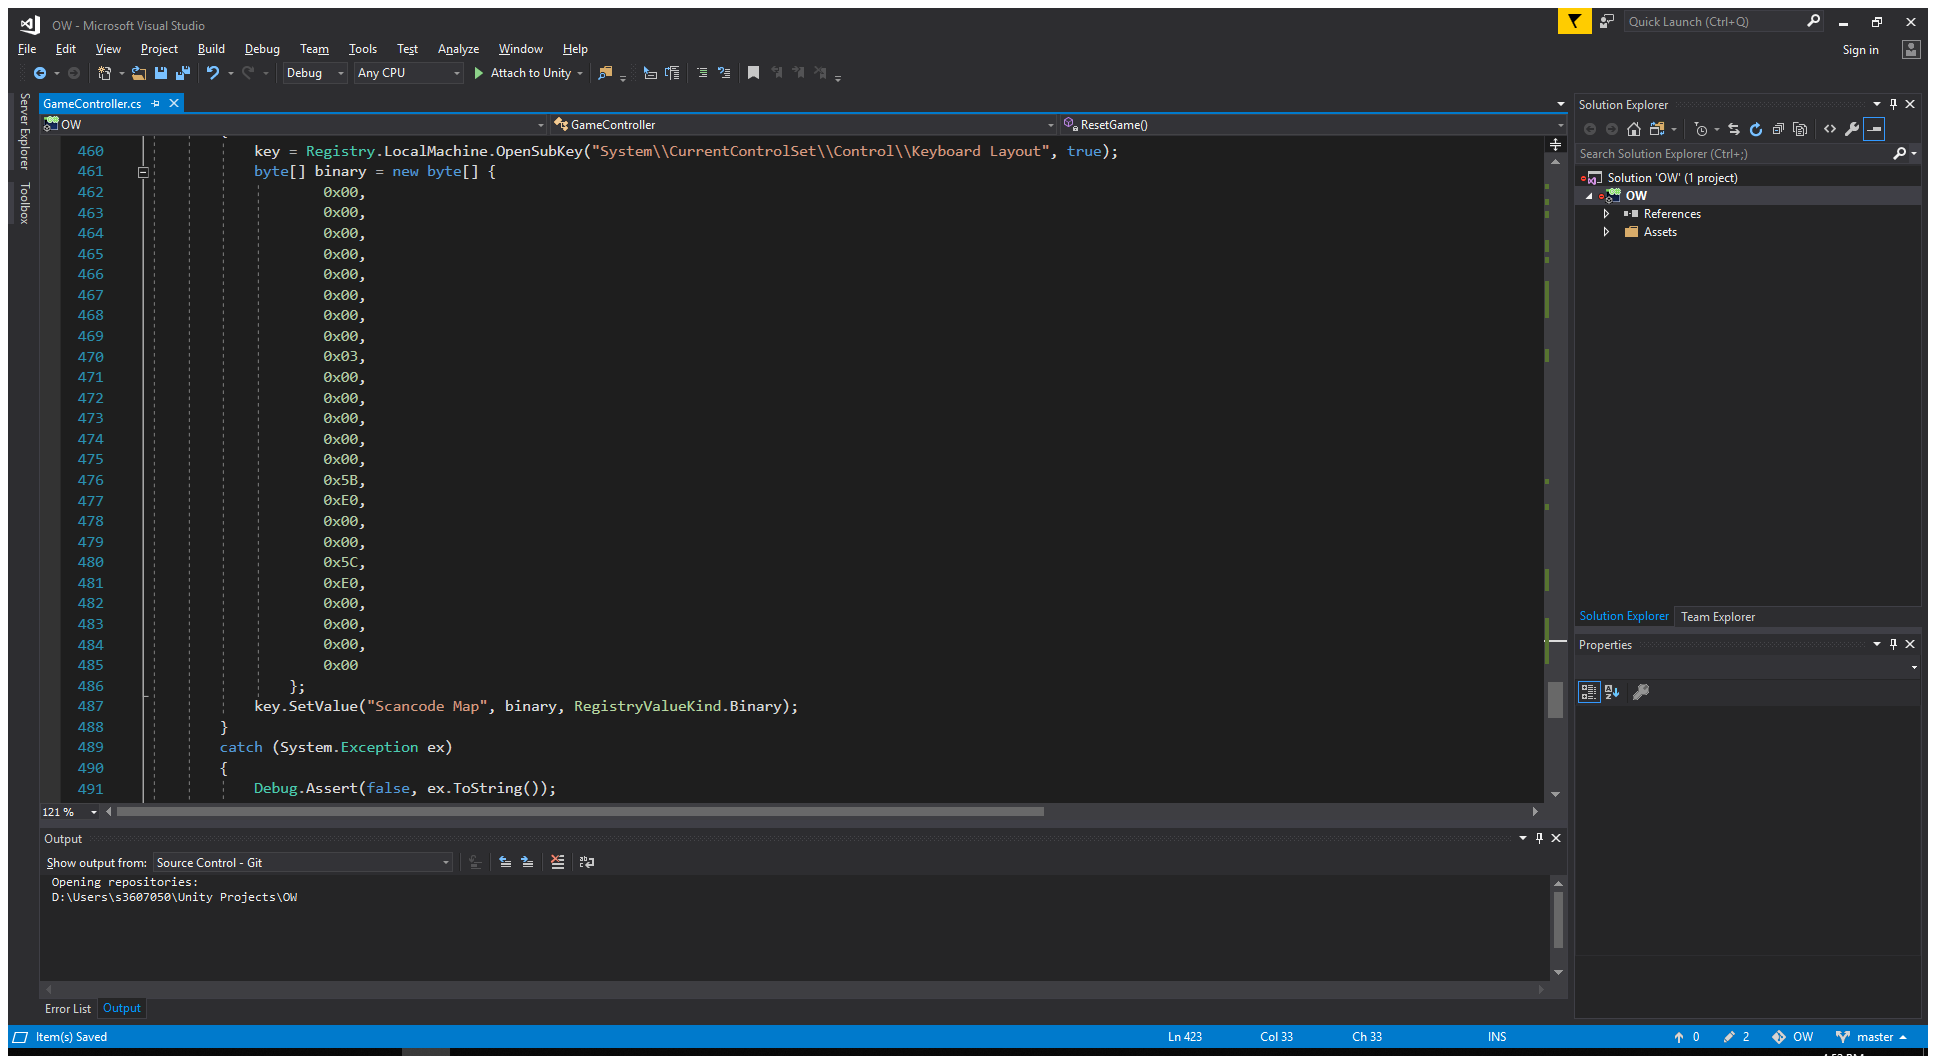 OW - Microsoft Visual Studio
Quick Launch (Ctrl+Q)
File Edit View Project Build Debug Team Tools Test Analyze Window Help
Sign in
Debug Any CPU Attach to Unity
Server Explorer
Toolbox
GameController.cs
OW GameController ResetGame()
460 key = Registry.LocalMachine.OpenSubKey("System\\CurrentControlSet\\Control\\Keyboard Layout", true);
461 byte[] binary = new byte[] {
462 0x00,
463 0x00,
464 0x00,
465 0x00,
466 0x00,
467 0x00,
468 0x00,
469 0x00,
470 0x03,
471 0x00,
472 0x00,
473 0x00,
474 0x00,
475 0x00,
476 0x5B,
477 0xE0,
478 0x00,
479 0x00,
480 0x5C,
481 0xE0,
482 0x00,
483 0x00,
484 0x00,
485 0x00
486 };
487 key.SetValue("Scancode Map", binary, RegistryValueKind.Binary);
488 }
489 catch (System.Exception ex)
490 {
491 Debug.Assert(false, ex.ToString());
121 %
Solution Explorer
Search Solution Explorer (Ctrl+;)
Solution 'OW' (1 project)
OW
References
Assets
Solution Explorer Team Explorer
Properties
Output
Show output from: Source Control - Git
Opening repositories:
D:\Users\s3607050\Unity Projects\OW
Error List Output
Item(s) Saved Ln 423 Col 33 Ch 33 INS 0 2 OW master